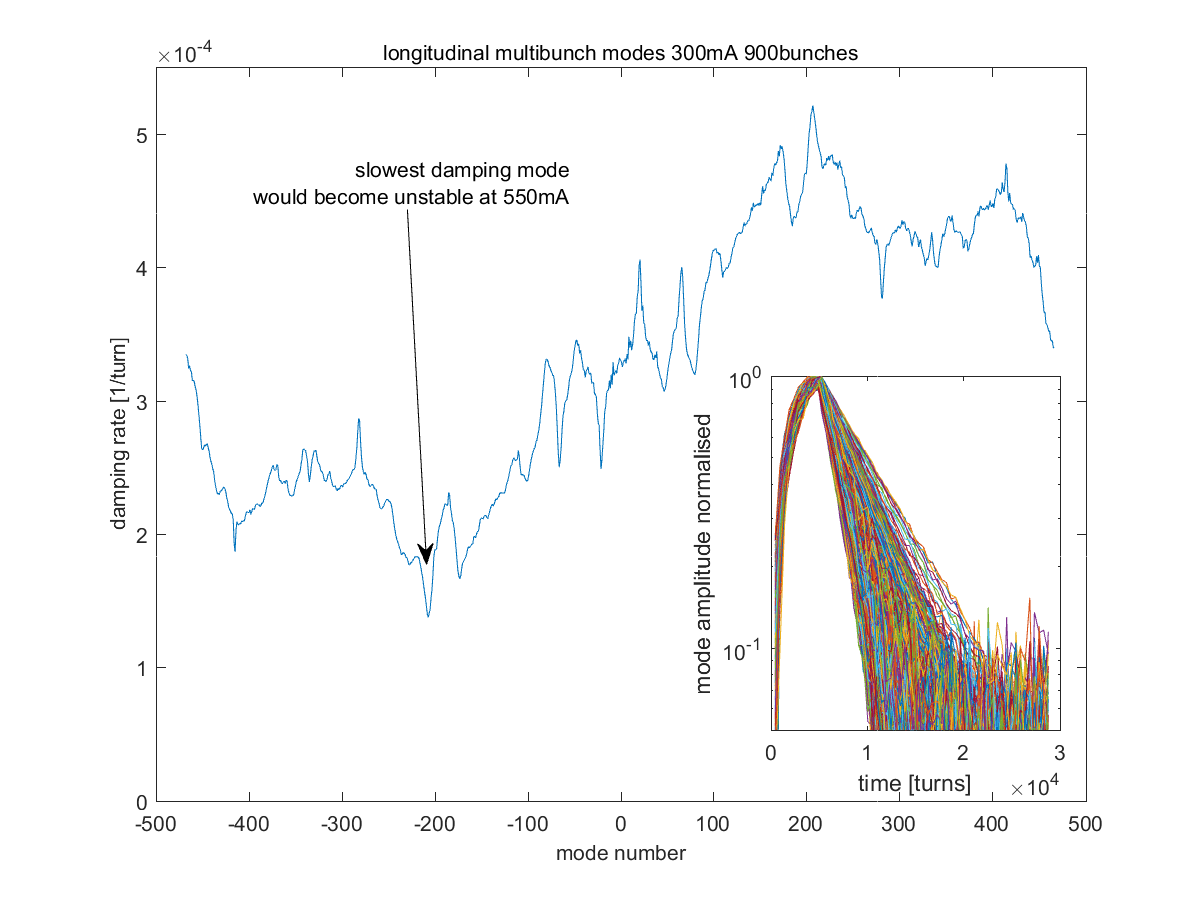 ×10-4
longitudinal multibunch modes 300mA 900bunches
5
4
3
2
1
0
damping rate [1/turn]
slowest damping mode
would become unstable at 550mA
100
10-1
mode amplitude normalised
0 1 2 3
time [turns]
×104
-500 -400 -300 -200 -100 0 100 200 300 400 500
mode number